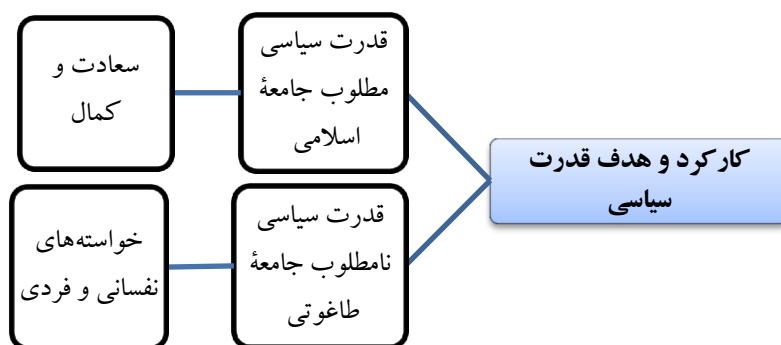 کارکرد و هدف قدرت
سیاسی
قدرت سیاسی
مطلوب جامعهٔ
اسلامی
سعادت و
کمال
قدرت سیاسی
نامطلوب جامعهٔ
طاغوتی
خواسته‌های
نفسانی و فردی